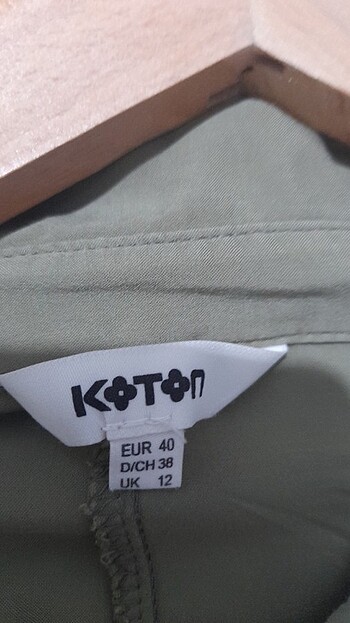 KOTON
EUR 40
D/CH 38
UK 12